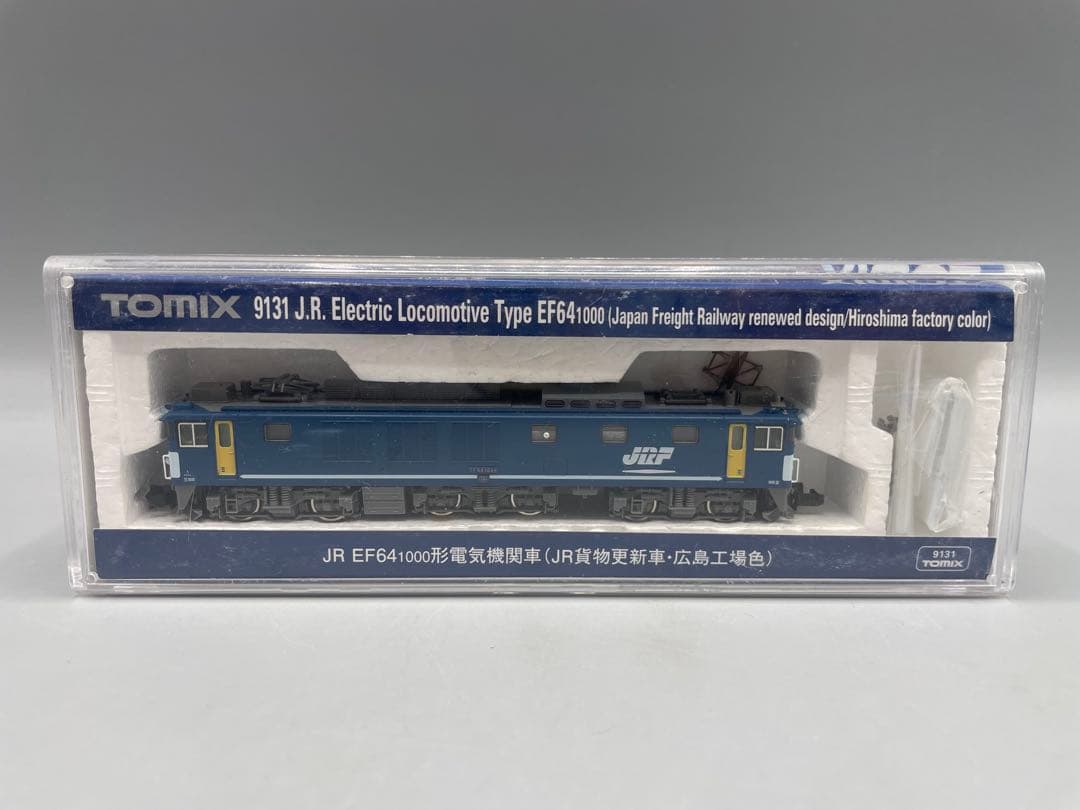 TOMIX 9131 J.R. Electric Locomotive Type EF641000 (Japan Freight Railway renewed design/Hiroshima factory color)
JRF
JR EF641000形電気機関車(JR貨物更新車・広島工場色)
9131
TOMIX